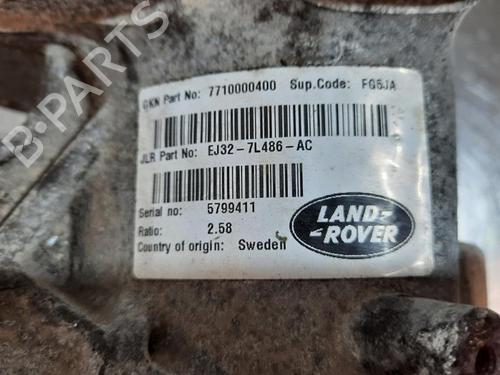 GKN Part No: 7710000400 Sup.Code: FG5JA
JLR Part No: EJ32-7L486-AC
Serial no: 5799411
Ratio: 2.58
Country of origin: Sweden
LAND-
-ROVER
B-PARTS